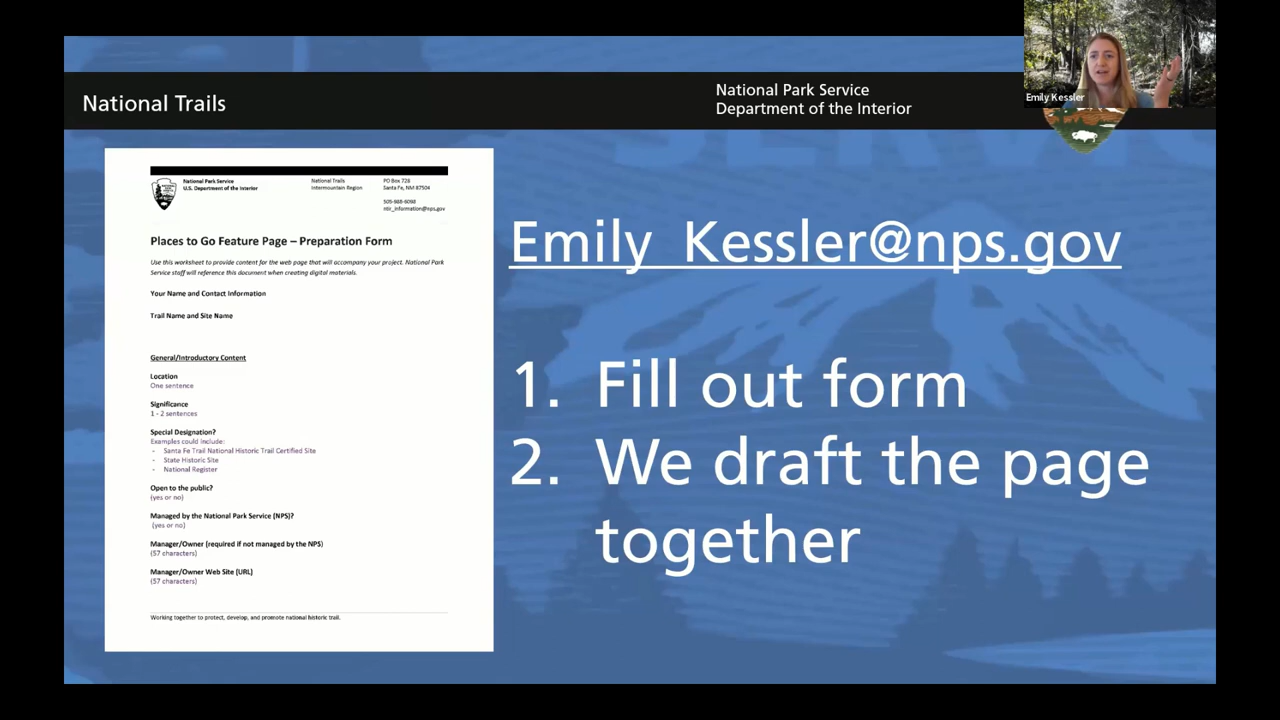 National Trails
National Park Service
Department of the Interior
Emily Kessler
National Park Service
U.S. Department of the Interior
National Trails
Intermountain Region
PO Box 728
Santa Fe, NM 87504
505-988-6098
ntir_information@nps.gov
Places to Go Feature Page – Preparation Form
Use this worksheet to provide content for the web page that will accompany your project. National Park
Service staff will reference this document when creating digital materials.
Your Name and Contact Information
Trail Name and Site Name
General/Introductory Content
Location
One sentence
Significance
1 - 2 sentences
Special Designation?
Examples could include:
- Santa Fe Trail National Historic Trail Certified Site
- State Historic Site
- National Register
Open to the public?
(yes or no)
Managed by the National Park Service (NPS)?
(yes or no)
Manager/Owner (required if not managed by the NPS)
(57 characters)
Manager/Owner Web Site (URL)
(57 characters)
Working together to protect, develop, and promote national historic trail.
Emily_Kessler@nps.gov
1. Fill out form
2. We draft the page
together